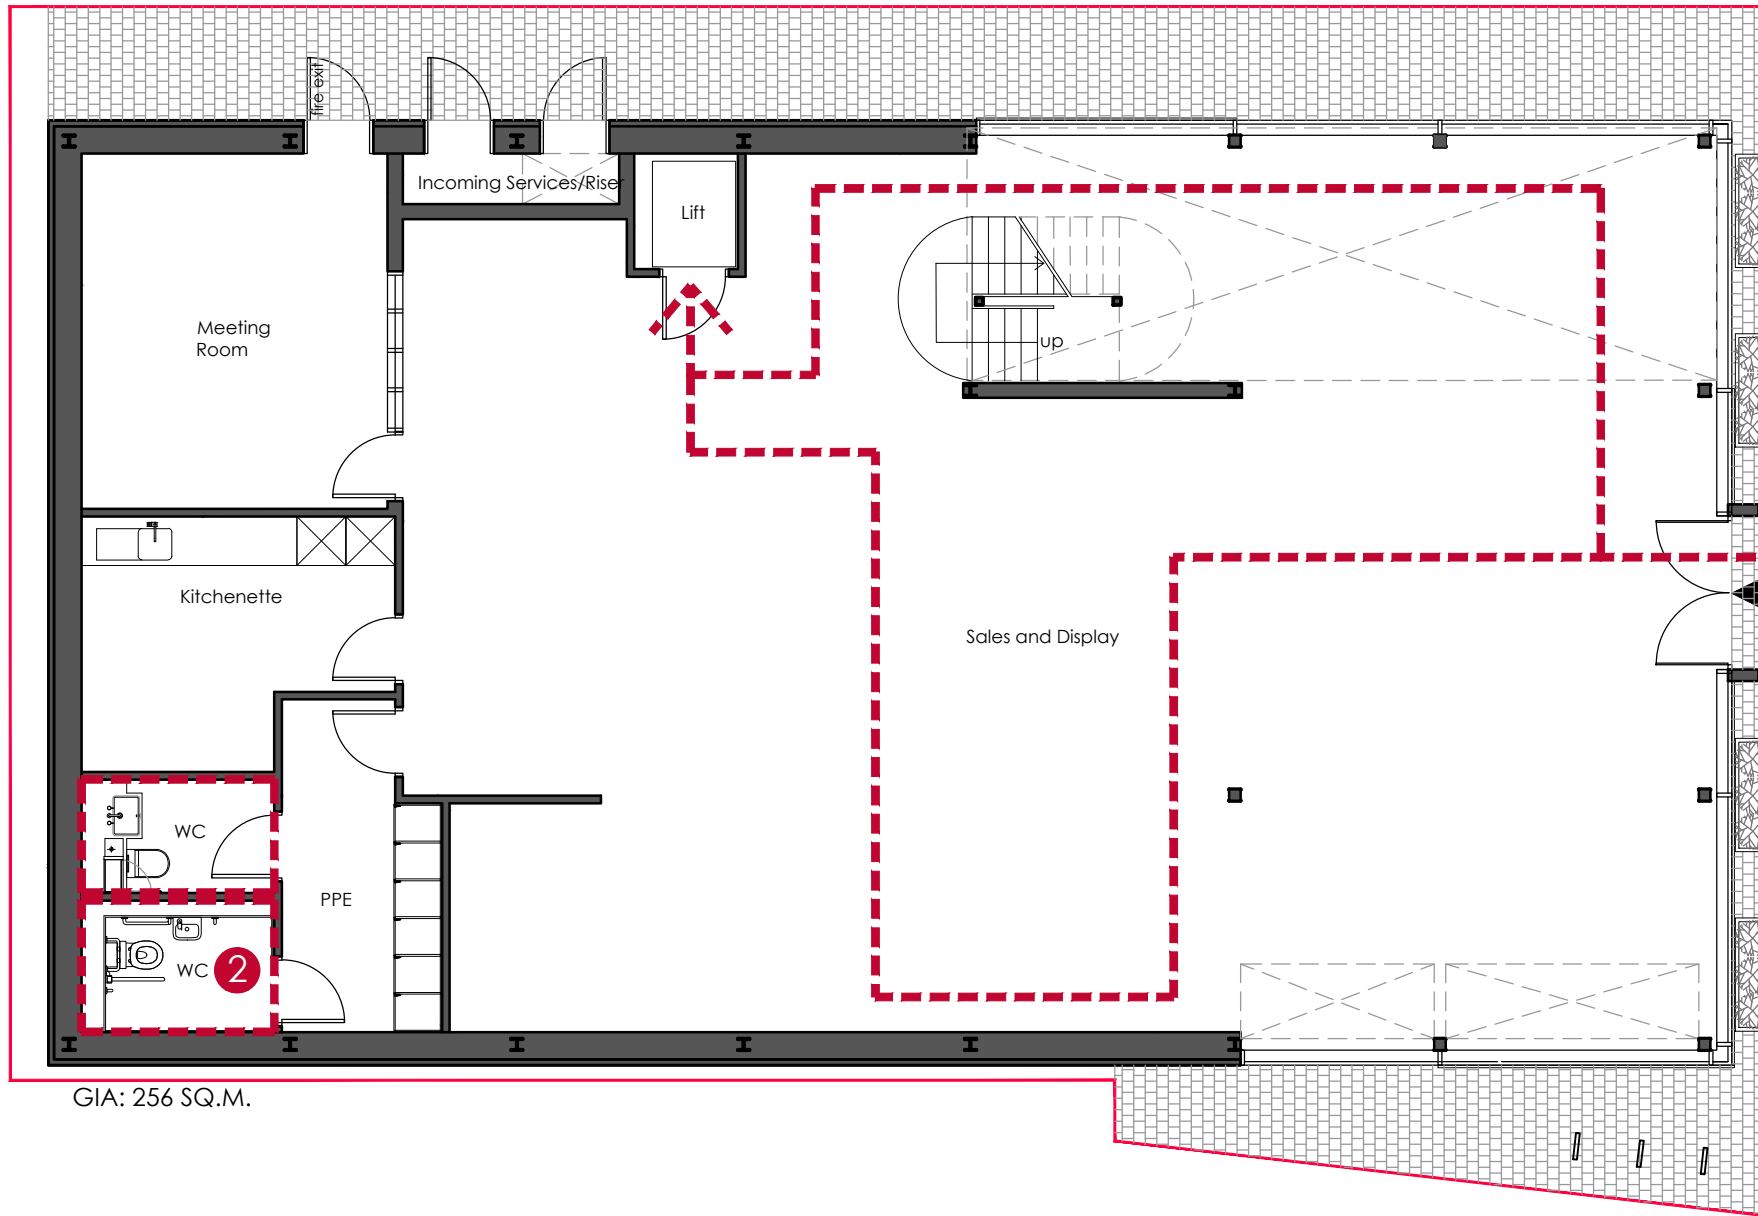 fire exit
Incoming Services/Riser
Lift
Meeting
Room
up
Kitchenette
Sales and Display
WC
PPE
WC 2
GIA: 256 SQ.M.